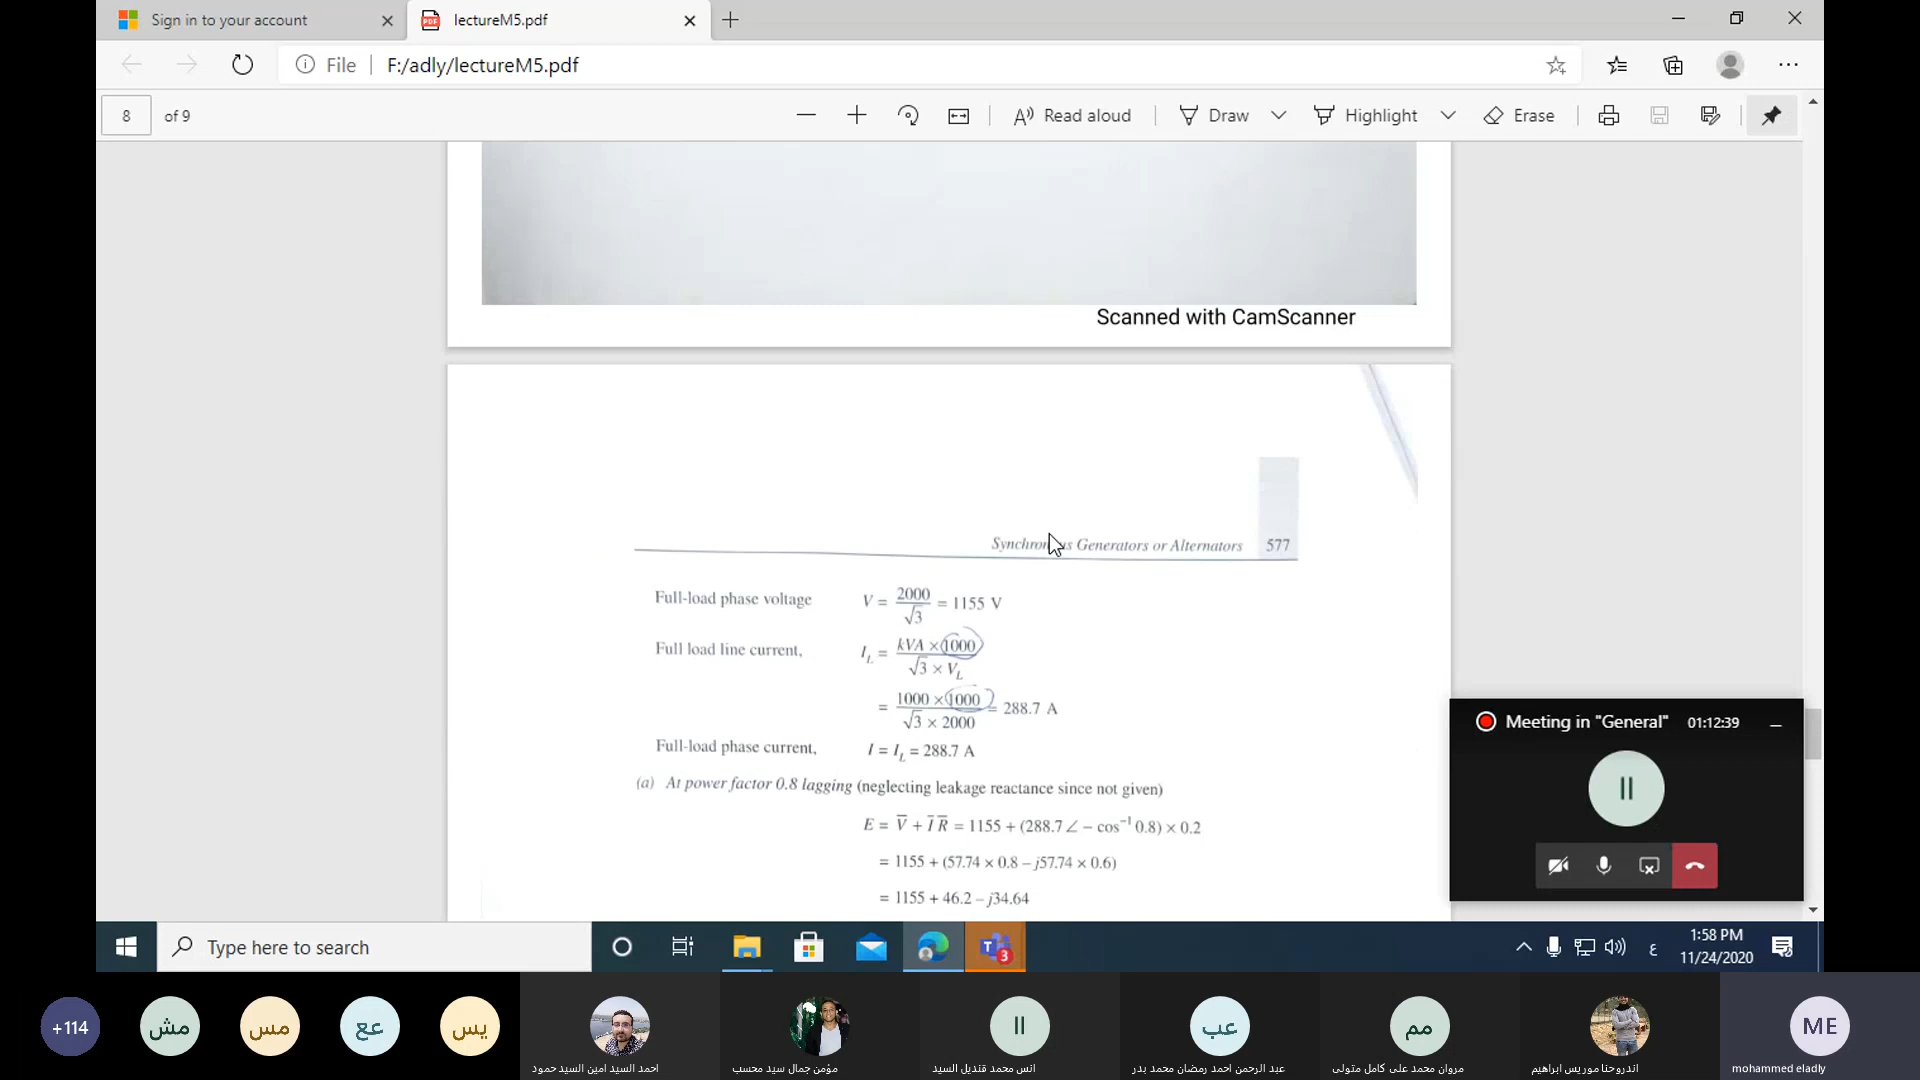 Sign in to your account
lectureM5.pdf
File
F:/adly/lectureM5.pdf
8 of 9
Read aloud
Draw
Highlight
Erase
Scanned with CamScanner
Synchronous Generators or Alternators 577
Full-load phase voltage V = 2000/√3 = 1155 V
Full load line current, I_L = kVA × 1000 / √3 × V_L
= 1000 × 1000 / √3 × 2000 = 288.7 A
Full-load phase current, I = I_L = 288.7 A
(a) At power factor 0.8 lagging (neglecting leakage reactance since not given)
E = V̅ + I̅ R̅ = 1155 + (288.7 ∠ − cos⁻¹ 0.8) × 0.2
= 1155 + (57.74 × 0.8 − j57.74 × 0.6)
= 1155 + 46.2 − j34.64
Meeting in "General" 01:12:39
Type here to search
3
ع
1:58 PM
11/24/2020
+114
مش
مس
عع
يس
احمد السيد امين السيد حمود
مؤمن جمال سيد محسب
اا
انس محمد قنديل السيد
عب
عبد الرحمن احمد رمضان محمد بدر
مم
مروان محمد على كامل متولى
اندروحنا موريس ابراهيم
ME
mohammed eladly